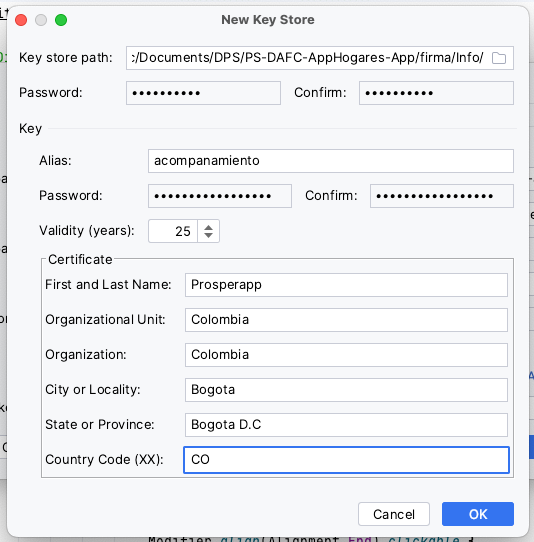 New Key Store
Key store path: :/Documents/DPS/PS-DAFC-AppHogares-App/firma/Info/
Password: •••••••••• Confirm: ••••••••••
Key
Alias: acompanamiento
Password: ••••••••••••••••• Confirm: •••••••••••••••••
Validity (years): 25
Certificate
First and Last Name: Prosperapp
Organizational Unit: Colombia
Organization: Colombia
City or Locality: Bogota
State or Province: Bogota D.C
Country Code (XX): CO
Cancel OK
Modifier.align(Alignment.End).clickable {